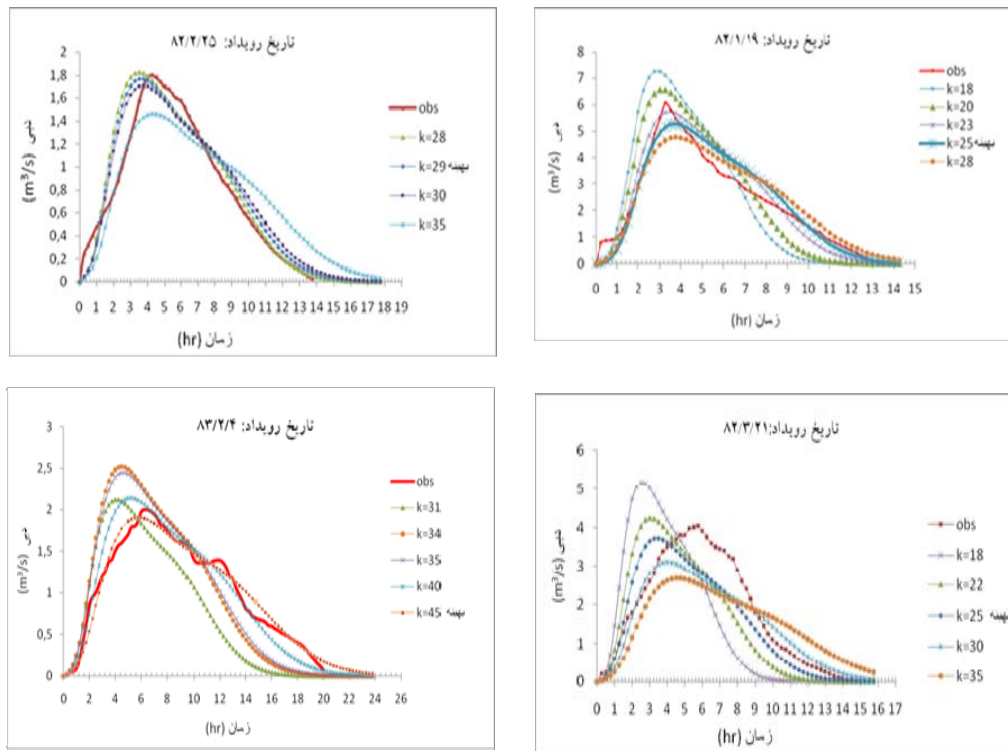 تاریخ رویداد: ۸۲/۲/۲۵
2
1,8
1,6
1,4
1,2
1
0,8
0,6
0,4
0,2
0
دبی (m³/s)
0 1 2 3 4 5 6 7 8 9 10 11 12 13 14 15 16 17 18 19
زمان (hr)
obs
k=28
k=29 بهینه
k=30
k=35
تاریخ رویداد: ۸۲/۱/۱۹
8
7
6
5
4
3
2
1
0
دبی (m³/s)
0 1 2 3 4 5 6 7 8 9 10 11 12 13 14 15
زمان (hr)
obs
k=18
k=20
k=23
k=25 بهینه
k=28
تاریخ رویداد: ۸۳/۲/۴
3
2,5
2
1,5
1
0,5
0
دبی (m³/s)
0 2 4 6 8 10 12 14 16 18 20 22 24 26
زمان (hr)
obs
k=31
k=34
k=35
k=40
k=45 بهینه
تاریخ رویداد:۸۲/۳/۲۱
6
5
4
3
2
1
0
دبی (m³/s)
0 1 2 3 4 5 6 7 8 9 10 11 12 13 14 15 16 17
زمان (hr)
obs
k=18
k=22
k=25 بهینه
k=30
k=35